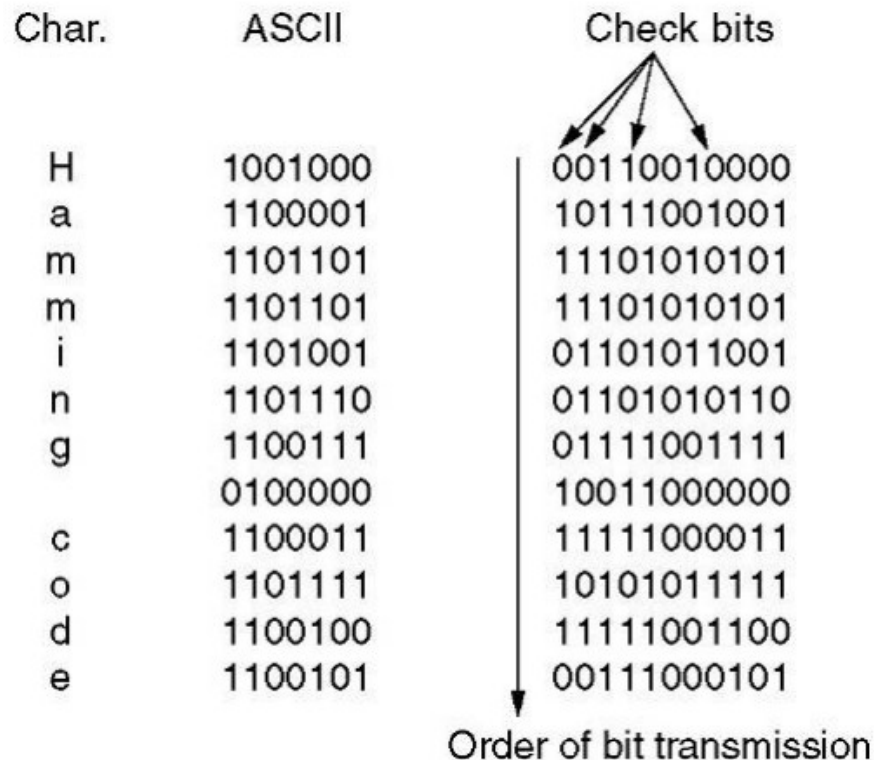 Char. ASCII Check bits
H 1001000 00110010000
a 1100001 10111001001
m 1101101 11101010101
m 1101101 11101010101
i 1101001 01101011001
n 1101110 01101010110
g 1100111 01111001111
0100000 10011000000
c 1100011 11111000011
o 1101111 10101011111
d 1100100 11111001100
e 1100101 00111000101
Order of bit transmission